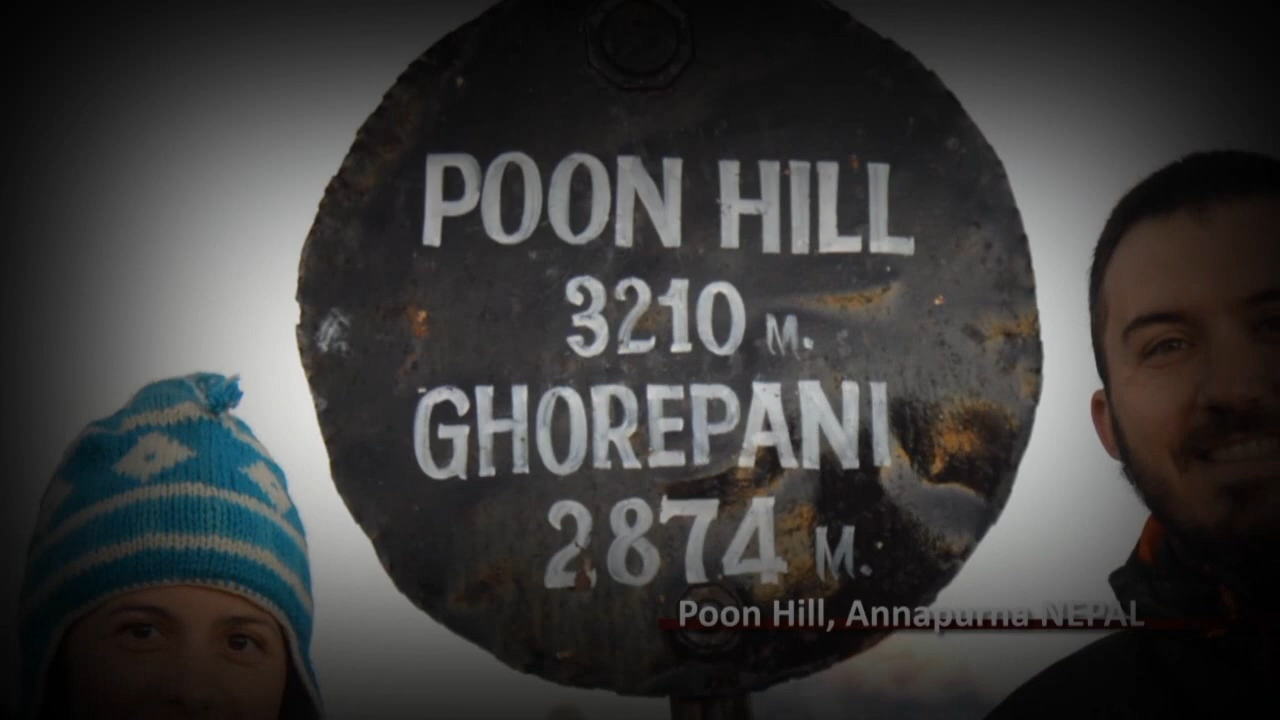 POON HILL
3210 M.
GHOREPANI
2874 M.
Poon Hill, Annapurna NEPAL